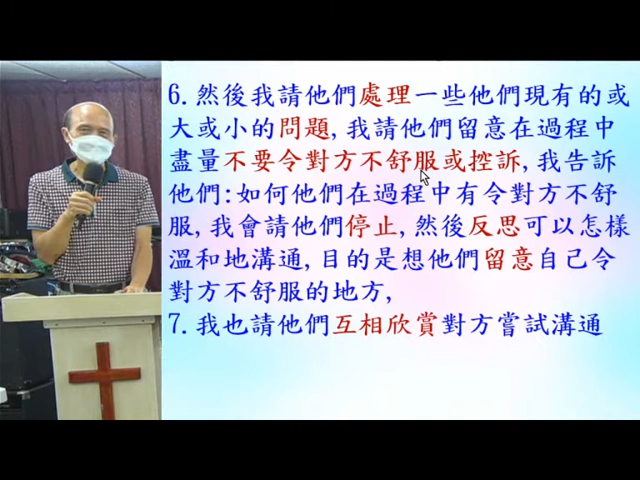 6.然後我請他們處理一些他們現有的或
大或小的問題,我請他們留意在過程中
盡量不要令對方不舒服或控訴,我告訴
他們:如何他們在過程中有令對方不舒
服,我會請他們停止,然後反思可以怎樣
溫和地溝通,目的是想他們留意自己令
對方不舒服的地方,
7.我也請他們互相欣賞對方嘗試溝通